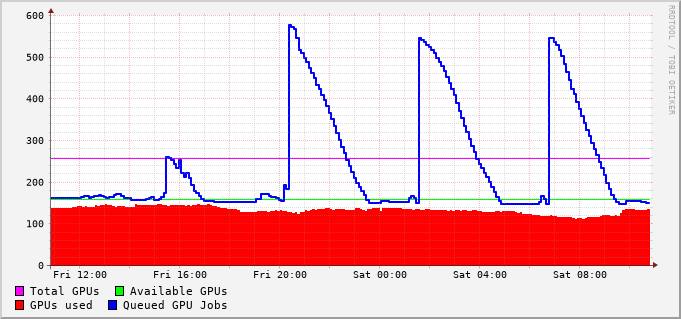 600
500
400
300
200
100
0
Fri 12:00 Fri 16:00 Fri 20:00 Sat 00:00 Sat 04:00 Sat 08:00
Total GPUs Available GPUs
GPUs used Queued GPU Jobs
RRDTOOL / TOBI OETIKER